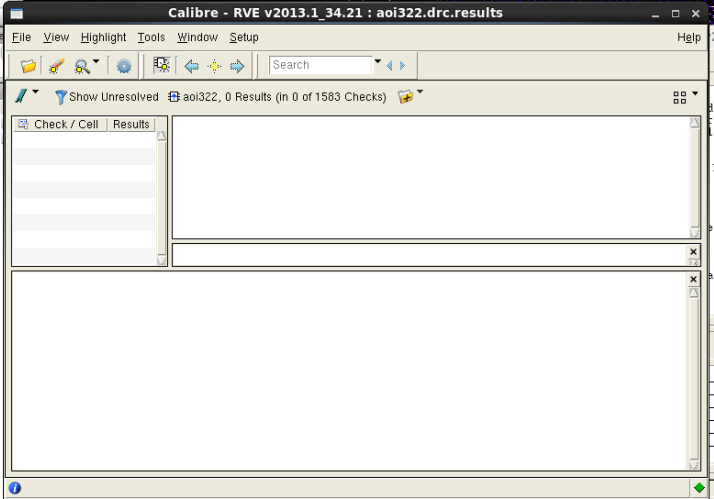 Calibre - RVE v2013.1_34.21 : aoi322.drc.results
File View Highlight Tools Window Setup Help
Search
Show Unresolved aoi322, 0 Results (in 0 of 1583 Checks)
Check / Cell Results